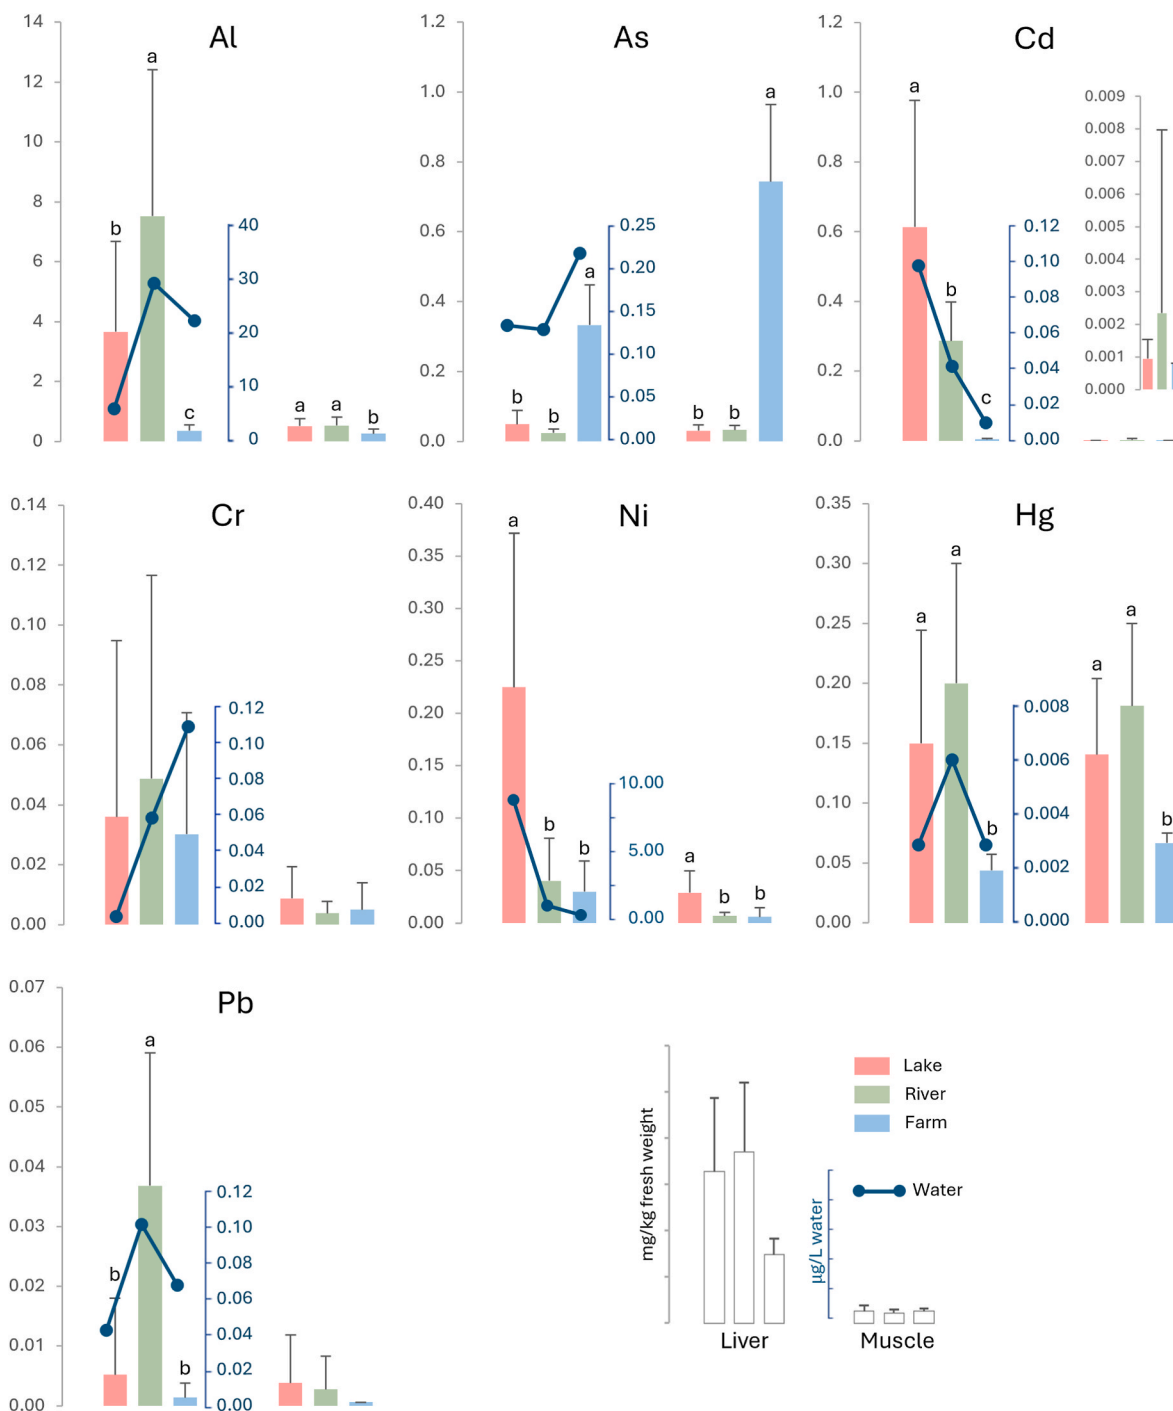 Al
14
12
10
8
6
4
2
0
b
a
c
40
30
20
10
0
a
a
b
As
1.2
1.0
0.8
0.6
0.4
0.2
0.0
b
b
a
0.25
0.20
0.15
0.10
0.05
0.00
b
b
a
Cd
1.2
1.0
0.8
0.6
0.4
0.2
0.0
a
b
c
0.12
0.10
0.08
0.06
0.04
0.02
0.00
0.009
0.008
0.007
0.006
0.005
0.004
0.003
0.002
0.001
0.000
Cr
0.14
0.12
0.10
0.08
0.06
0.04
0.02
0.00
0.12
0.10
0.08
0.06
0.04
0.02
0.00
Ni
0.40
0.35
0.30
0.25
0.20
0.15
0.10
0.05
0.00
a
b
b
10.00
5.00
0.00
a
b
b
Hg
0.35
0.30
0.25
0.20
0.15
0.10
0.05
0.00
a
a
b
0.008
0.006
0.004
0.002
0.000
a
a
b
Pb
0.07
0.06
0.05
0.04
0.03
0.02
0.01
0.00
b
a
b
0.12
0.10
0.08
0.06
0.04
0.02
0.00
mg/kg fresh weight
Liver
µg/L water
Muscle
Lake
River
Farm
Water